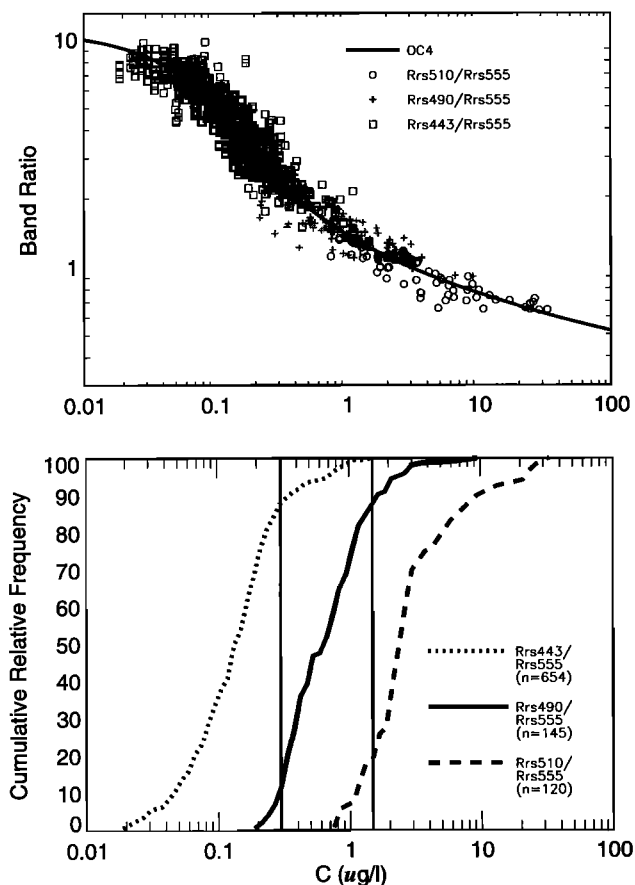 10
1
Band Ratio
OC4
Rrs510/Rrs555
Rrs490/Rrs555
Rrs443/Rrs555
0.01 0.1 1 10 100
100
90
80
70
60
50
40
30
20
10
0
Cumulative Relative Frequency
Rrs443/
Rrs555
(n=654)
Rrs490/
Rrs555
(n=145)
Rrs510/
Rrs555
(n=120)
0.01 0.1 1 10 100
C (ug/l)